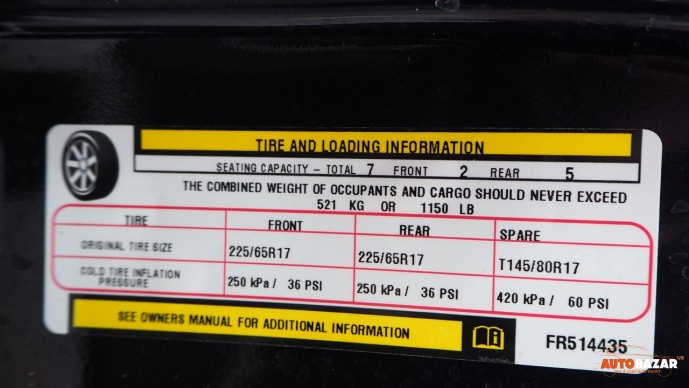 TIRE AND LOADING INFORMATION
SEATING CAPACITY – TOTAL 7 FRONT 2 REAR 5
THE COMBINED WEIGHT OF OCCUPANTS AND CARGO SHOULD NEVER EXCEED
521 KG OR 1150 LB
TIRE FRONT REAR SPARE
ORIGINAL TIRE SIZE 225/65R17 225/65R17 T145/80R17
COLD TIRE INFLATION
PRESSURE 250 kPa / 36 PSI 250 kPa / 36 PSI 420 kPa / 60 PSI
SEE OWNERS MANUAL FOR ADDITIONAL INFORMATION
FR514435
AUTOBAZAR